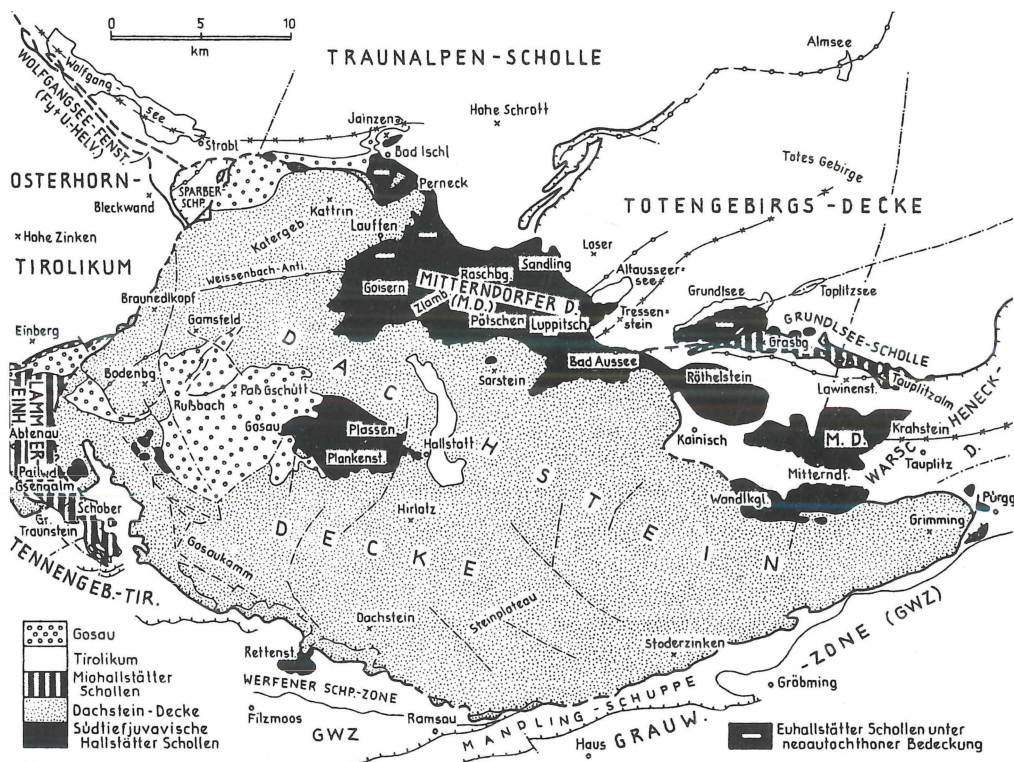 0 5 10
km
TRAUNALPEN-SCHOLLE
Almsee
Wolfgang-
see
WOLFGANGSEE-FENST.
(Fy+U-HELV.)
Strobl
Jainzen
Bad Ischl
Hohe Schrott
Totes Gebirge
OSTERHORN-
Bleckwand
SPARBER-
SCHP.
Perneck
Kattrin
Lauffen
TOTENGEBIRGS-DECKE
Hohe Zinken
Katergeb.
Loser
Sandling
Raschbg.
Altausseer-
see
TIROLIKUM
Weissenbach-Anti.
Goisern
MITTERNDORFER D.
(M.D.)
Zlamb.
Pötschen
Luppitsch
Tressen-
stein
Grundlsee
Toplitzsee
Braunedlkopf
Einberg
Gamsfeld
GRUNDLSEE-SCHOLLE
Grasbg.
Bad Aussee
Sarstein
Bodenbg.
Paß Gschütt
Rußbach
Lawinenst.
Tauplitzalm
Röthelstein
LAMMER
EINH.
Abtenau
Gosau
Plassen
Plankenst.
Hallstatt
Kainisch
M.D.
Krahstein
Tauplitz
WARSCHENECK-
D.
Mitterndf.
Gsengalm
Schober
Gr.
Traunstein
Hirlatz
Wandlkgl.
Pürgg
Grimming
DACHSTEIN
DECKE
TENNENGEB.-TIR.
Gosaukamm
Steinplateau
Dachstein
Stoderzinken
Rettenst.
WERFENER SCHP.-ZONE
Filzmoos
GWZ
Ramsau
MANDLING-SCHUPPE
Haus
GRAUW.
-ZONE (GWZ)
Gröbming
Gosau
Tirolikum
Miohallstätter
Schollen
Dachstein-Decke
Südtiefjuvavische
Hallstätter Schollen
Euhallstätter Schollen unter
neoautochthoner Bedeckung